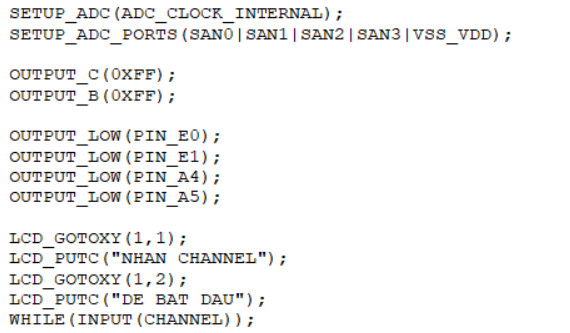 SETUP_ADC(ADC_CLOCK_INTERNAL);
SETUP_ADC_PORTS(SAN0|SAN1|SAN2|SAN3|VSS_VDD);
OUTPUT_C(0XFF);
OUTPUT_B(0XFF);
OUTPUT_LOW(PIN_E0);
OUTPUT_LOW(PIN_E1);
OUTPUT_LOW(PIN_A4);
OUTPUT_LOW(PIN_A5);
LCD_GOTOXY(1,1);
LCD_PUTC("NHAN CHANNEL");
LCD_GOTOXY(1,2);
LCD_PUTC("DE BAT DAU");
WHILE(INPUT(CHANNEL));